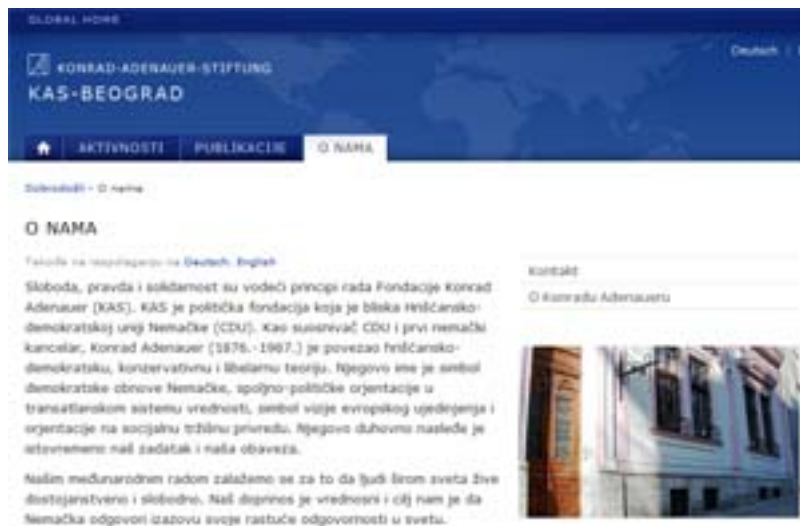 GLOBAL HOME
Deutsch
KONRAD-ADENAUER-STIFTUNG
KAS-BEOGRAD
AKTIVNOSTI PUBLIKACIJE O NAMA
Dobrodošli - O nama
O NAMA
Takođe na raspolaganju na Deutsch, English
Sloboda, pravda i solidarnost su vodeći principi rada Fondacije Konrad
Adenauer (KAS). KAS je politička fondacija koja je bliska Hrišćansko-
demokratskoj uniji Nemačke (CDU). Kao suosnivač CDU i prvi nemački
kancelar, Konrad Adenauer (1876.-1967.) je povezao hrišćansko-
demokratsku, konzervativnu i liberalnu teoriju. Njegovo ime je simbol
demokratske obnove Nemačke, spoljno-političke orjentacije u
transatlanskom sistemu vrednosti, simbol vizije evropskog ujedinjenja i
orjentacije na socijalnu tržišnu privredu. Njegovo duhovno nasleđe je
istovremeno naš zadatak i naša obaveza.
Našim međunarodnim radom zalažemo se za to da ljudi širom sveta žive
dostojanstveno i slobodno. Naš doprinos je vrednosni i cilj nam je da
Nemačka odgovori izazovu svoje rastuće odgovornosti u svetu.
Kontakt
O Konradu Adenaueru